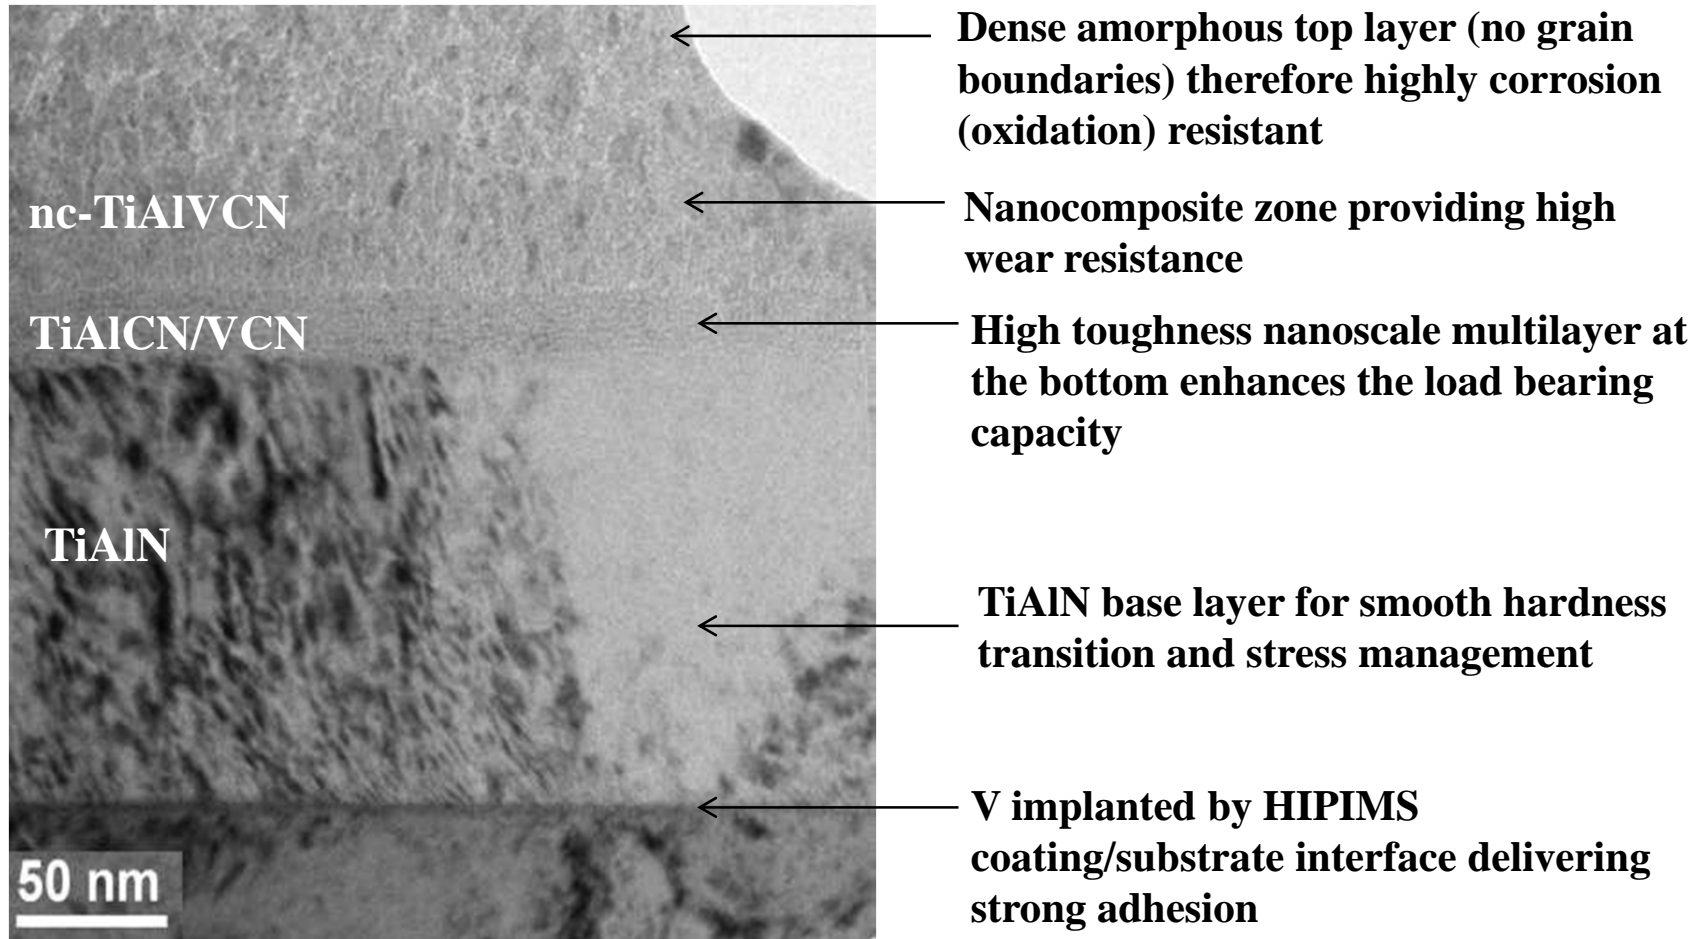 Dense amorphous top layer (no grain
boundaries) therefore highly corrosion
(oxidation) resistant
nc-TiAlVCN
Nanocomposite zone providing high
wear resistance
TiAlCN/VCN
High toughness nanoscale multilayer at
the bottom enhances the load bearing
capacity
TiAlN
TiAlN base layer for smooth hardness
transition and stress management
V implanted by HIPIMS
coating/substrate interface delivering
strong adhesion
50 nm